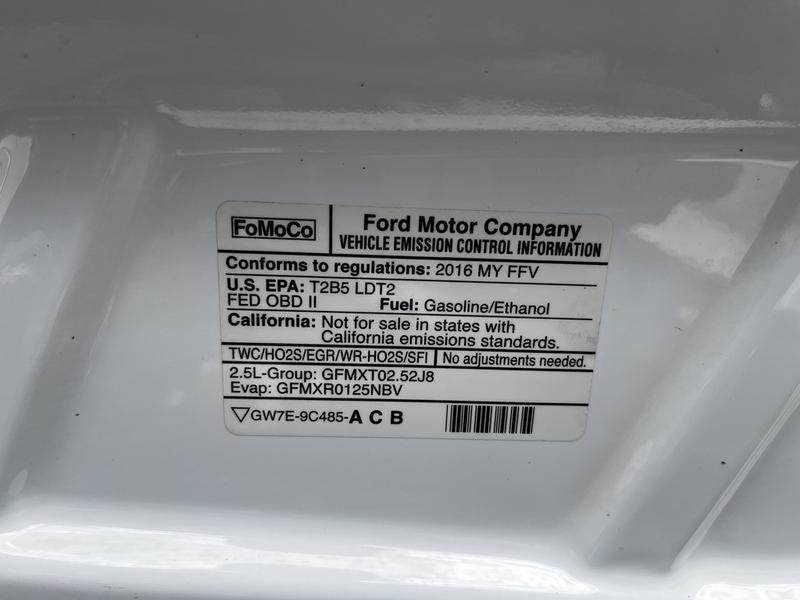 FoMoCo
Ford Motor Company
VEHICLE EMISSION CONTROL INFORMATION
Conforms to regulations: 2016 MY FFV
U.S. EPA: T2B5 LDT2
FED OBD II Fuel: Gasoline/Ethanol
California: Not for sale in states with
California emissions standards.
TWC/HO2S/EGR/WR-HO2S/SFI No adjustments needed.
2.5L-Group: GFMXT02.52J8
Evap: GFMXR0125NBV
GW7E-9C485-A C B